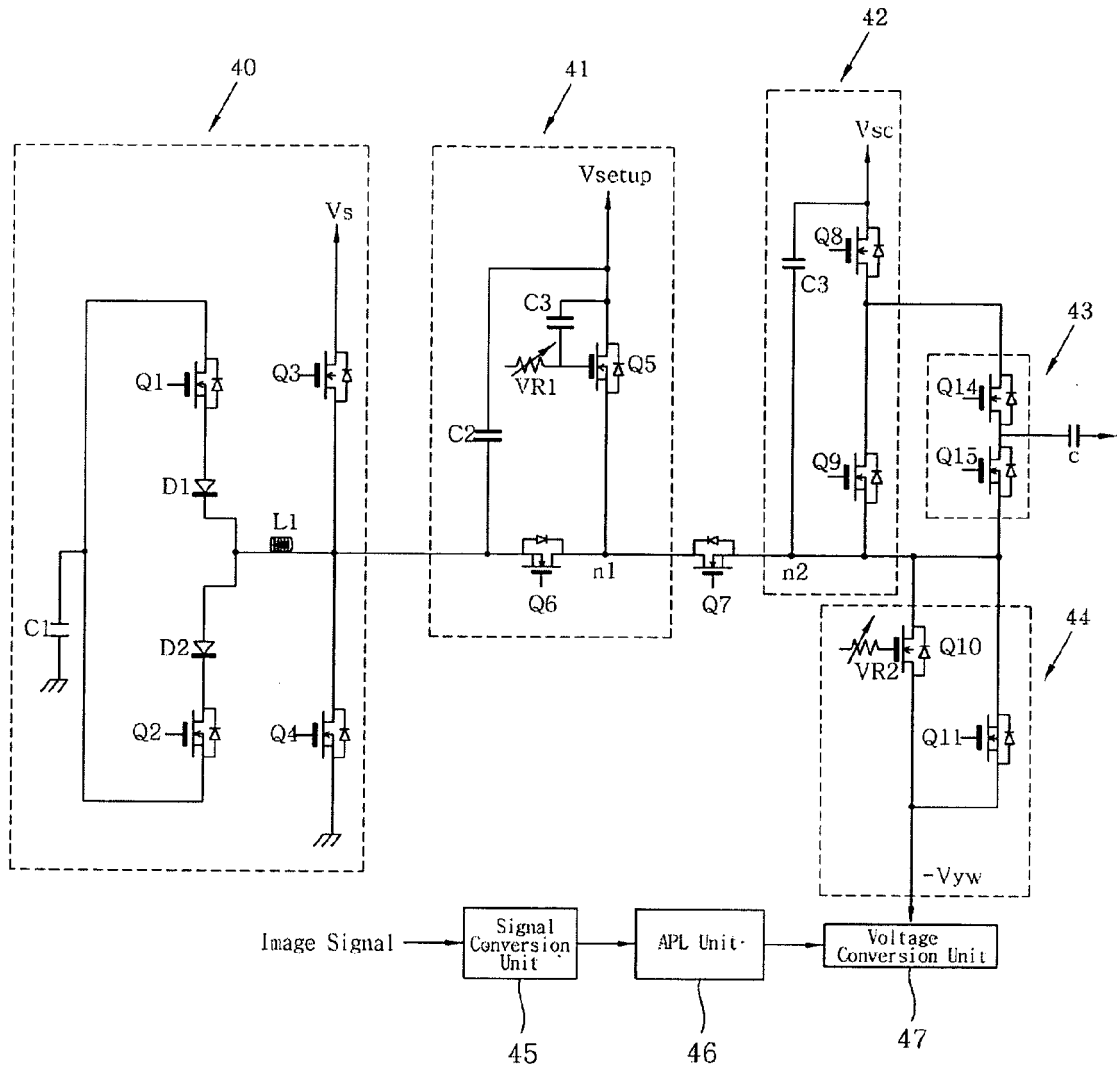 42
40
41
Vsc
Vsetup
Vs
Q8
C3
C3
43
Q1
Q3
VR1
Q5
Q14
C2
Q9
Q15
c
D1
L1
n1
n2
Q6
Q7
C1
D2
VR2
Q10
44
Q2
Q4
Q11
-Vyw
Image Signal
Signal
Conversion
Unit
APL Unit
Voltage
Conversion Unit
45
46
47